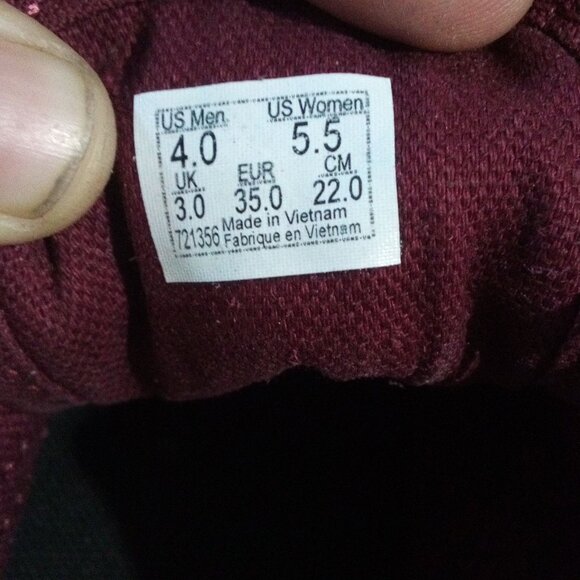 US Men US Women
4.0 5.5
UK EUR CM
3.0 35.0 22.0
Made in Vietnam
721356 Fabrique en Vietnam